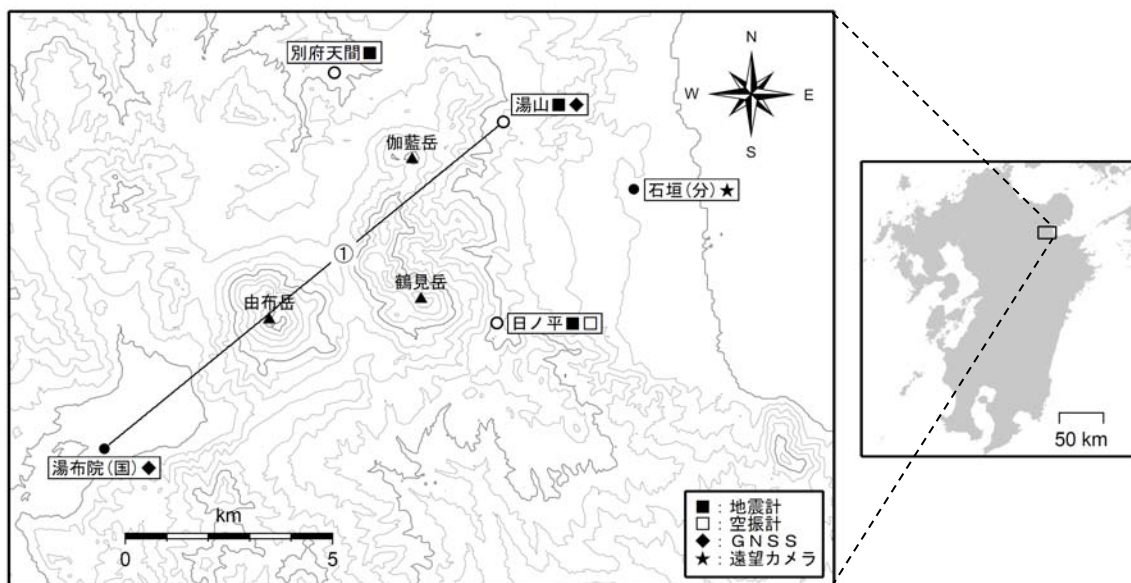 別府天間■
N
W
E
S
湯山■◆
伽藍岳
石垣(分)★
①
鶴見岳
由布岳
日ノ平■□
湯布院(国)◆
km
0 5
■:地震計
□:空振計
◆:GNSS
★:遠望カメラ
50 km